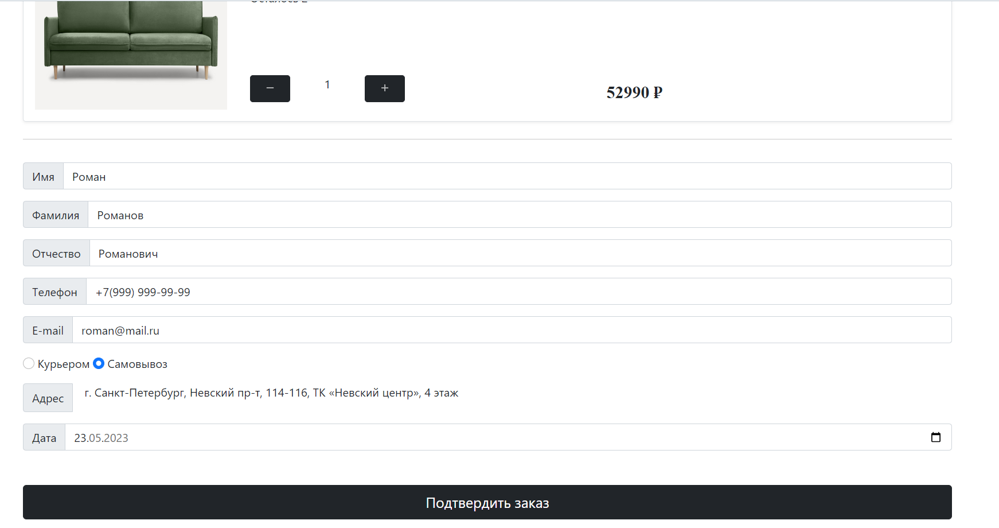 − 1 +
52990 ₽
Имя Роман
Фамилия Романов
Отчество Романович
Телефон +7(999) 999-99-99
E-mail roman@mail.ru
Курьером Самовывоз
Адрес г. Санкт-Петербург, Невский пр-т, 114-116, ТК «Невский центр», 4 этаж
Дата 23.05.2023
Подтвердить заказ